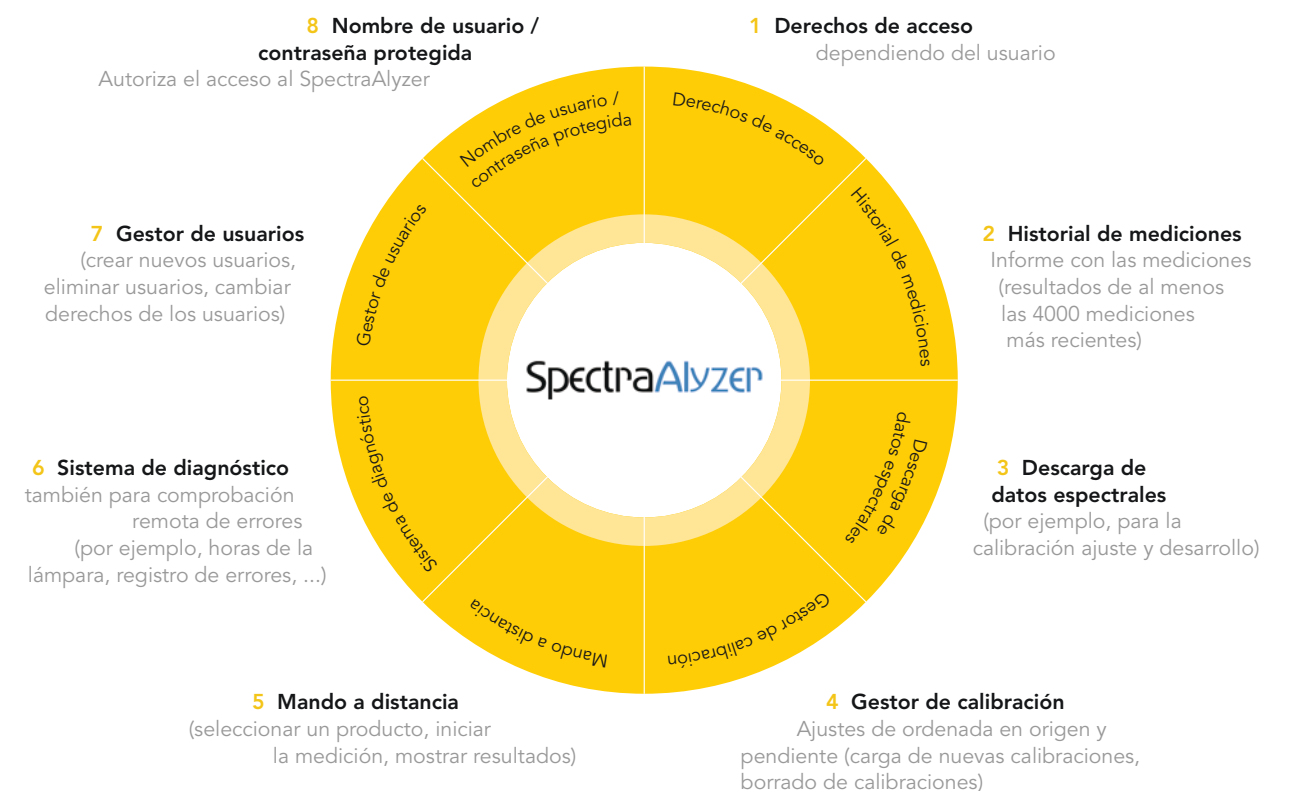 8 Nombre de usuario /
contraseña protegida
Autoriza el acceso al SpectraAlyzer
1 Derechos de acceso
dependiendo del usuario
2 Historial de mediciones
Informe con las mediciones
(resultados de al menos
las 4000 mediciones
más recientes)
3 Descarga de
datos espectrales
(por ejemplo, para la
calibración ajuste y desarrollo)
4 Gestor de calibración
Ajustes de ordenada en origen y
pendiente (carga de nuevas calibraciones,
borrado de calibraciones)
5 Mando a distancia
(seleccionar un producto, iniciar
la medición, mostrar resultados)
6 Sistema de diagnóstico
también para comprobación
remota de errores
(por ejemplo, horas de la
lámpara, registro de errores, ...)
7 Gestor de usuarios
(crear nuevos usuarios,
eliminar usuarios, cambiar
derechos de los usuarios)
Nombre de usuario /
contraseña protegida
Derechos de acceso
Historial de mediciones
Descarga de
datos espectrales
Gestor de calibración
Mando a distancia
Sistema de diagnóstico
Gestor de usuarios
SpectraAlyzer